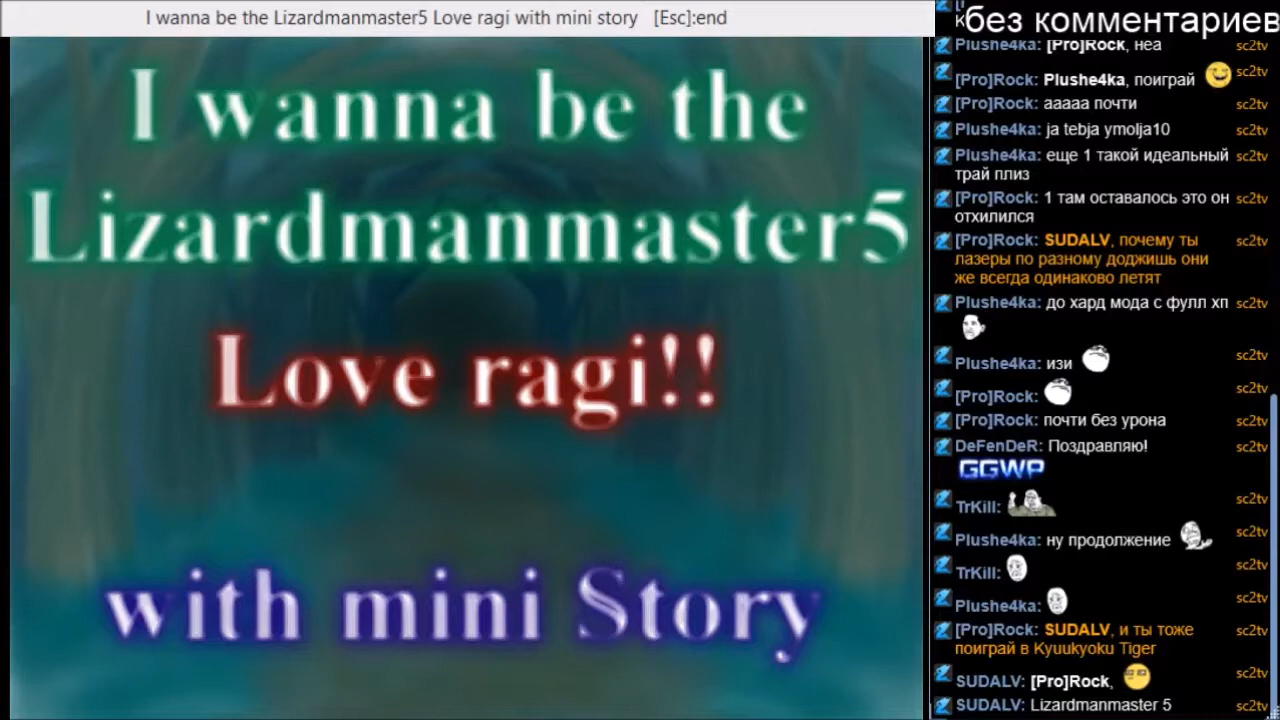 I wanna be the Lizardmanmaster5 Love ragi with mini story [Esc]:end
I wanna be the
Lizardmanmaster5
Love ragi!!
with mini Story
без комментариев
Plushe4ka: [Pro]Rock, неа sc2tv
[Pro]Rock: Plushe4ka, поиграй sc2tv
[Pro]Rock: ааааа почти sc2tv
Plushe4ka: ja tebja ymolja10 sc2tv
Plushe4ka: еще 1 такой идеальный sc2tv
трай плиз
[Pro]Rock: 1 там оставалось это он sc2tv
отхилился
[Pro]Rock: SUDALV, почему ты sc2tv
лазеры по разному доджишь они
же всегда одинаково летят
Plushe4ka: до хард мода с фулл хп sc2tv
Plushe4ka: изи sc2tv
[Pro]Rock: sc2tv
[Pro]Rock: почти без урона sc2tv
DeFenDeR: Поздравляю! sc2tv
GGWP
TrKill: sc2tv
Plushe4ka: ну продолжение sc2tv
TrKill: sc2tv
Plushe4ka: sc2tv
[Pro]Rock: SUDALV, и ты тоже sc2tv
поиграй в Kyuukyoku Tiger
SUDALV: [Pro]Rock, sc2tv
SUDALV: Lizardmanmaster 5 sc2tv